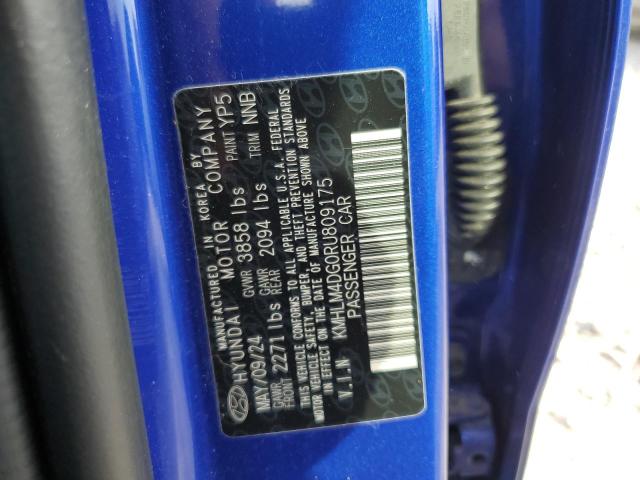 MANUFACTURED IN KOREA BY
HYUNDAI MOTOR COMPANY
MAY/09/24 GVWR 3858 lbs PAINT YP5
GAWR FRONT 2271 lbs GAWR REAR 2094 lbs TRIM NNB
THIS VEHICLE CONFORMS TO ALL APPLICABLE U.S.A. FEDERAL
MOTOR VEHICLE SAFETY, BUMPER, AND THEFT PREVENTION STANDARDS
IN EFFECT ON THE DATE OF MANUFACTURE SHOWN ABOVE
V.I.N KMHLM4DG0RU809175
PASSENGER CAR